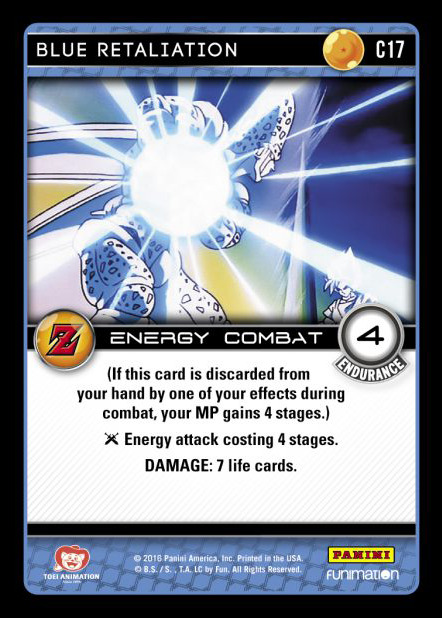 BLUE RETALIATION
C17
Z
ENERGY COMBAT
4
ENDURANCE
(If this card is discarded from
your hand by one of your effects during
combat, your MP gains 4 stages.)
Energy attack costing 4 stages.
DAMAGE: 7 life cards.
TOEI ANIMATION
© 2016 Panini America, Inc. Printed in the USA.
© B.S. / S. , T.A. LC by Fun. All Rights Reserved.
PANINI
FUNIMATION